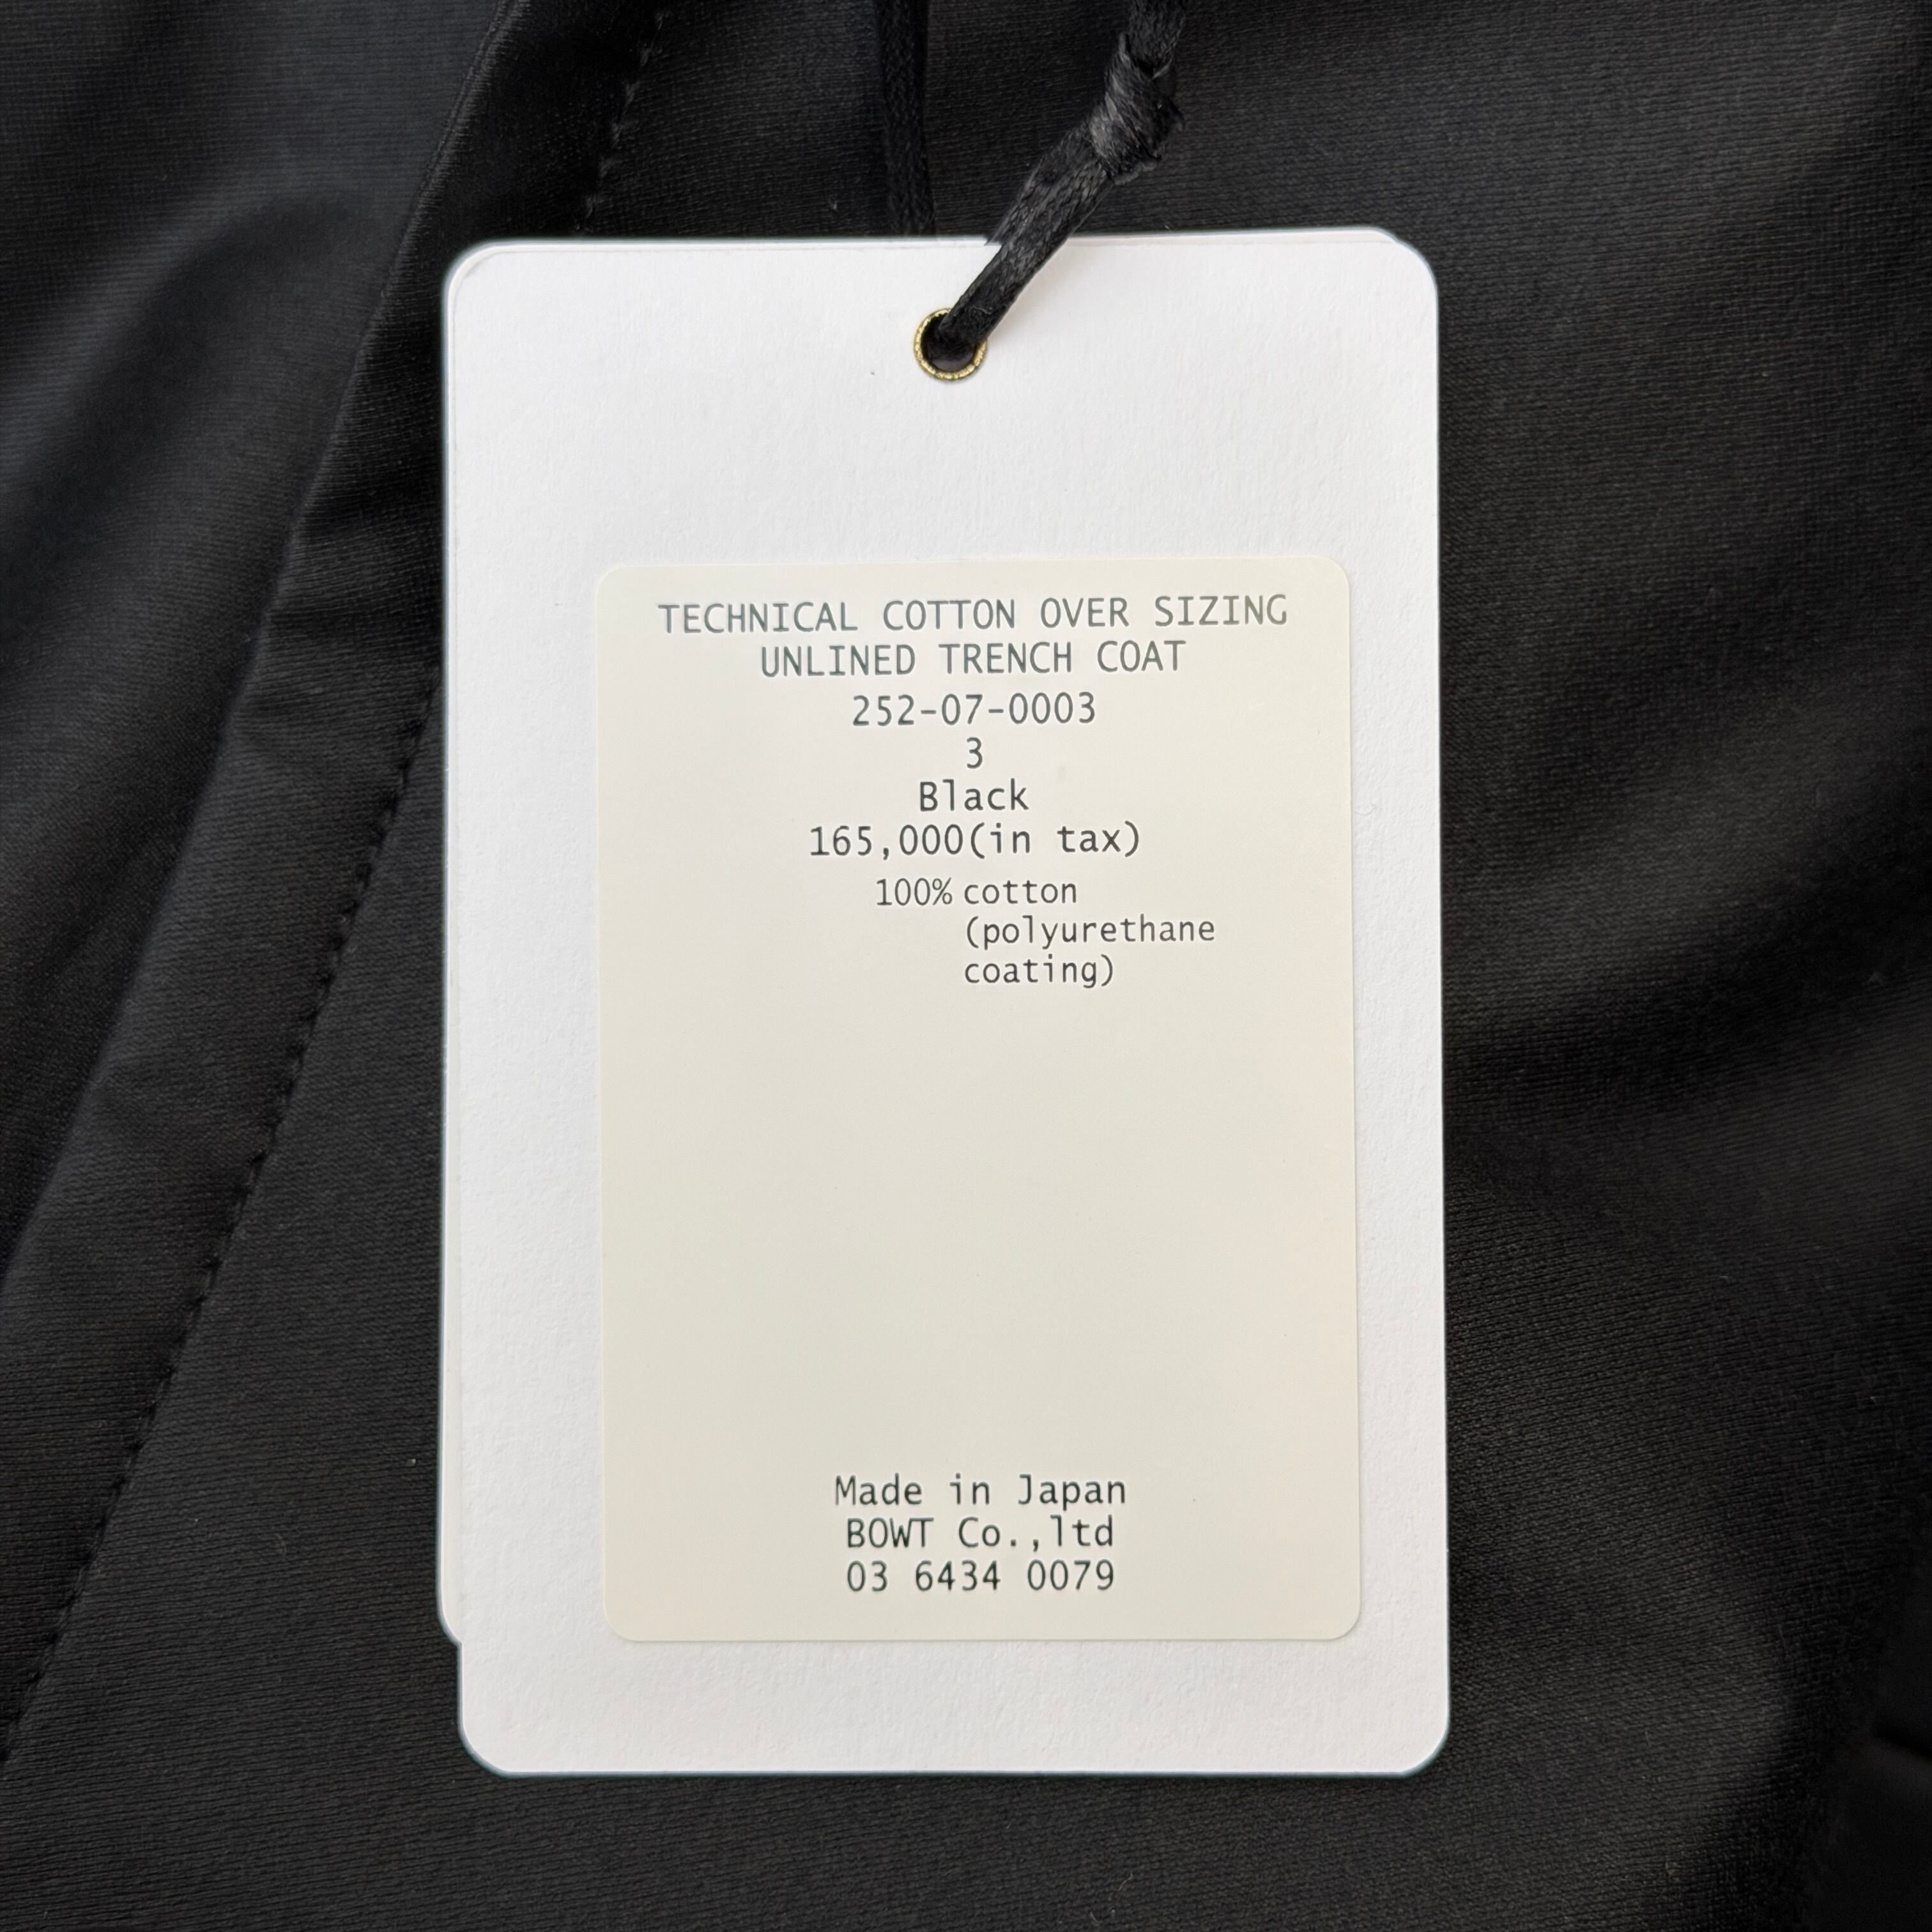 TECHNICAL COTTON OVER SIZING
UNLINED TRENCH COAT
252-07-0003
3
Black
165,000(in tax)
100% cotton
(polyurethane
coating)
Made in Japan
BOWT Co.,ltd
03 6434 0079